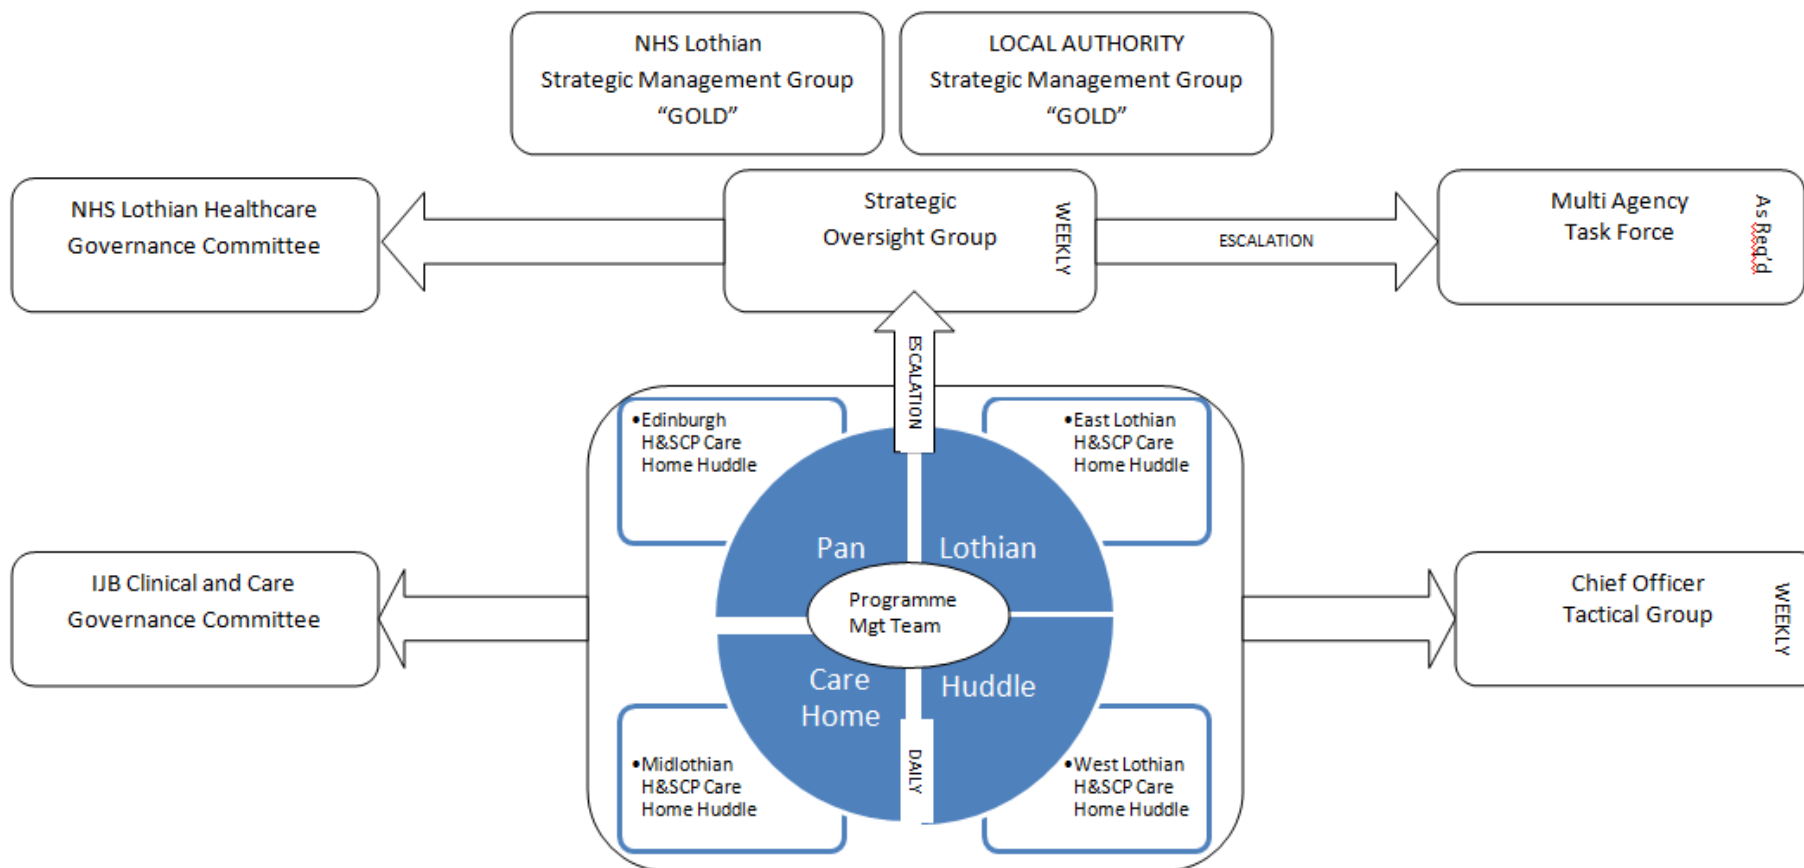 NHS Lothian
Strategic Management Group
“GOLD”
LOCAL AUTHORITY
Strategic Management Group
“GOLD”
NHS Lothian Healthcare
Governance Committee
Strategic
Oversight Group
WEEKLY
ESCALATION
Multi Agency
Task Force
As Req'd
ESCALATION
•Edinburgh
H&SCP Care
Home Huddle
•East Lothian
H&SCP Care
Home Huddle
Pan
Lothian
Programme
Mgt Team
Care
Home
Huddle
DAILY
•Midlothian
H&SCP Care
Home Huddle
•West Lothian
H&SCP Care
Home Huddle
IJB Clinical and Care
Governance Committee
Chief Officer
Tactical Group
WEEKLY